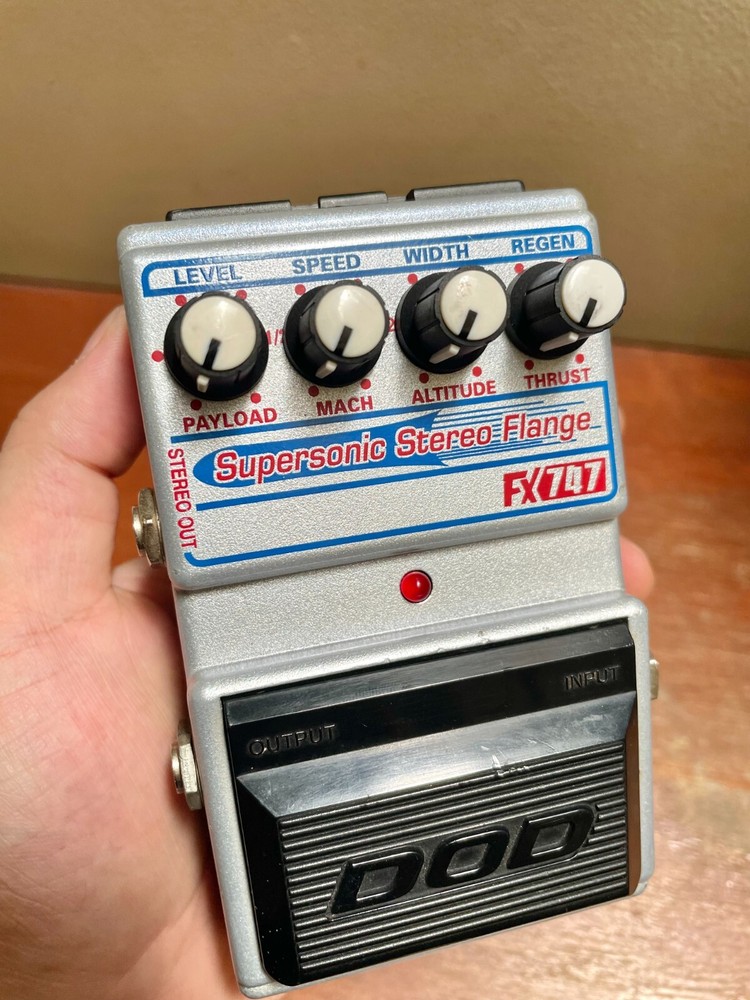 LEVEL SPEED WIDTH REGEN
PAYLOAD MACH ALTITUDE THRUST
Supersonic Stereo Flange
FX747
STEREO OUT
OUTPUT INPUT
DOD